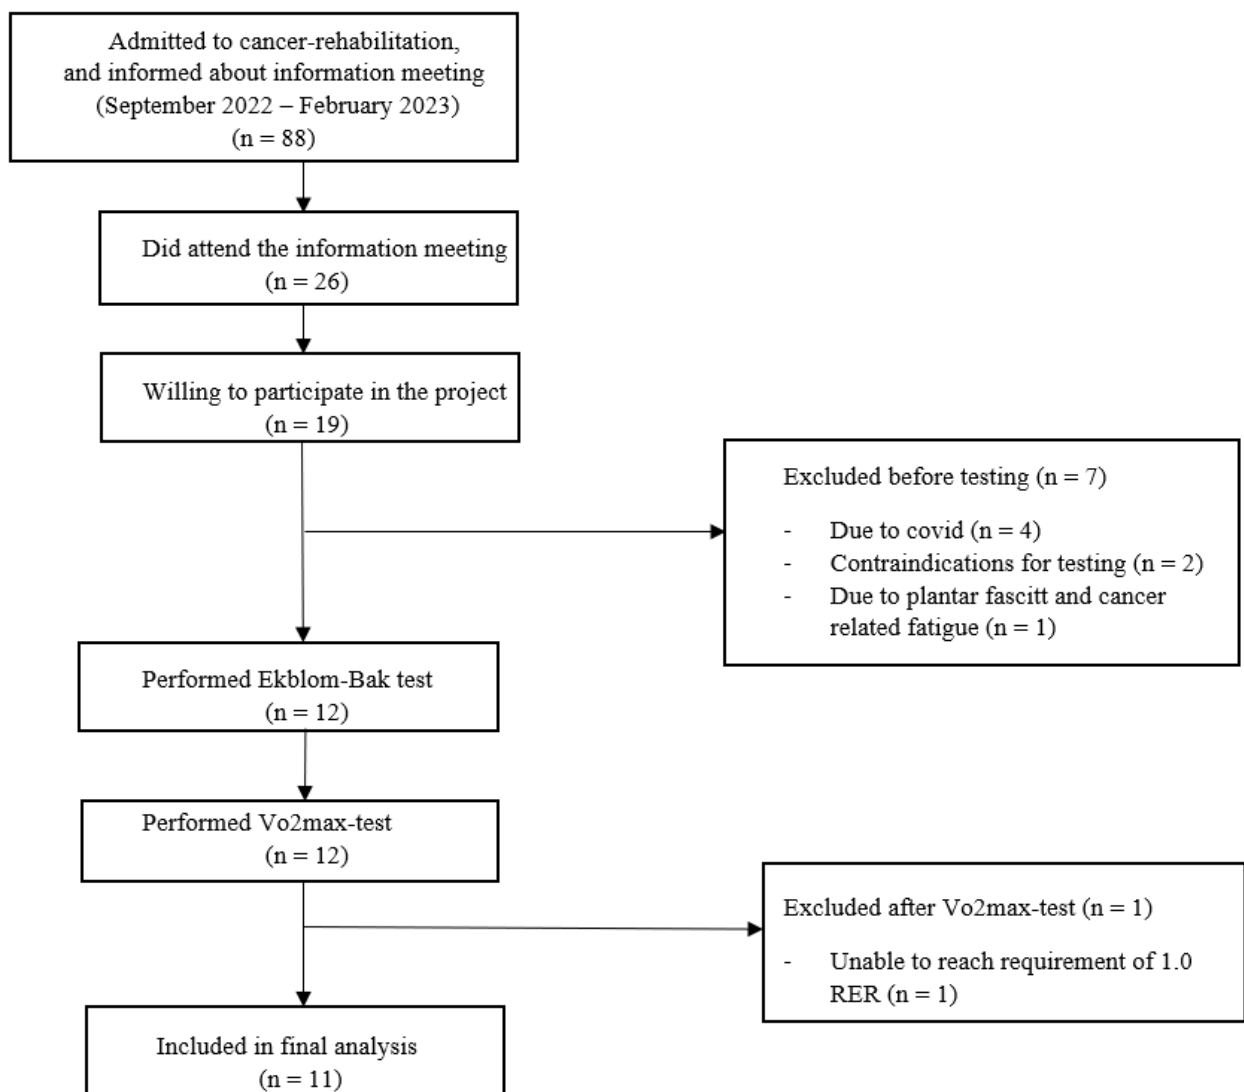 Admitted to cancer-rehabilitation,
and informed about information meeting
(September 2022 – February 2023)
(n = 88)
Did attend the information meeting
(n = 26)
Willing to participate in the project
(n = 19)
Excluded before testing (n = 7)
- Due to covid (n = 4)
- Contraindications for testing (n = 2)
- Due to plantar fascitt and cancer
related fatigue (n = 1)
Performed Ekblom-Bak test
(n = 12)
Performed Vo2max-test
(n = 12)
Excluded after Vo2max-test (n = 1)
- Unable to reach requirement of 1.0
RER (n = 1)
Included in final analysis
(n = 11)